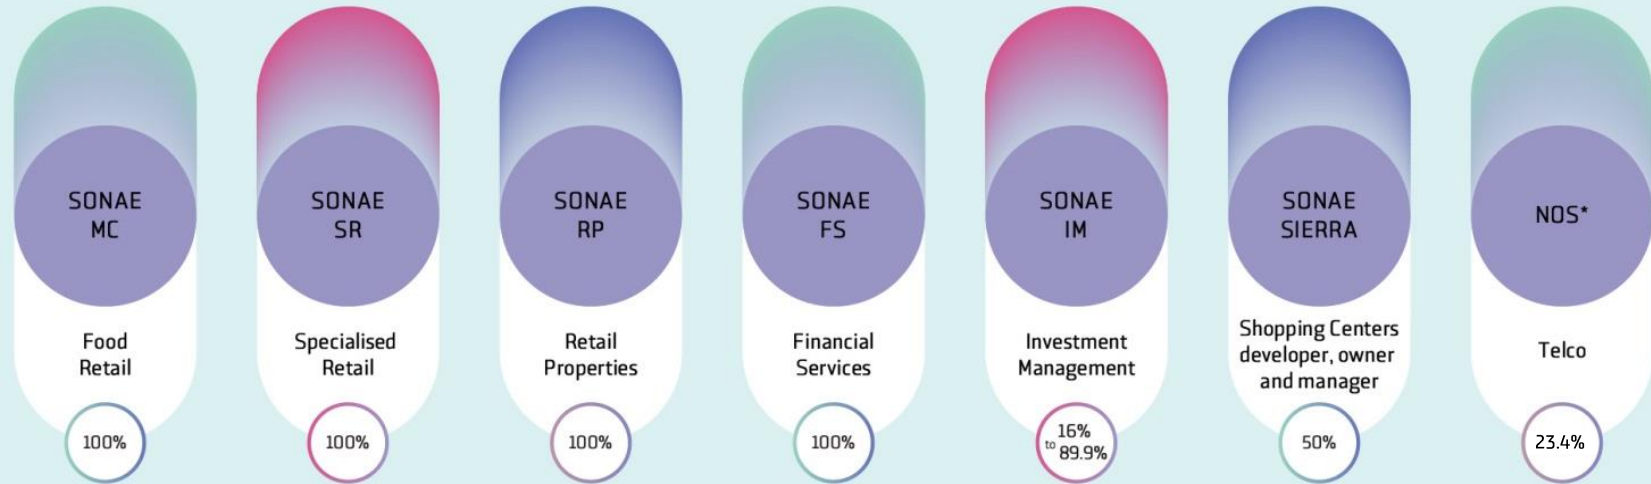 SONAE
MC
Food
Retail
100%
SONAE
SR
Specialised
Retail
100%
SONAE
RP
Retail
Properties
100%
SONAE
FS
Financial
Services
100%
SONAE
IM
Investment
Management
16%
to 89.9%
SONAE
SIERRA
Shopping Centers
developer, owner
and manager
50%
NOS*
Telco
23.4%